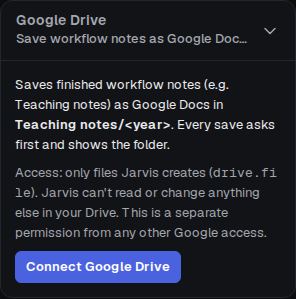 Google Drive
Save workflow notes as Google Doc...
Saves finished workflow notes (e.g.
Teaching notes) as Google Docs in
Teaching notes/<year>. Every save asks
first and shows the folder.
Access: only files Jarvis creates (drive.fi
le). Jarvis can't read or change anything
else in your Drive. This is a separate
permission from any other Google access.
Connect Google Drive